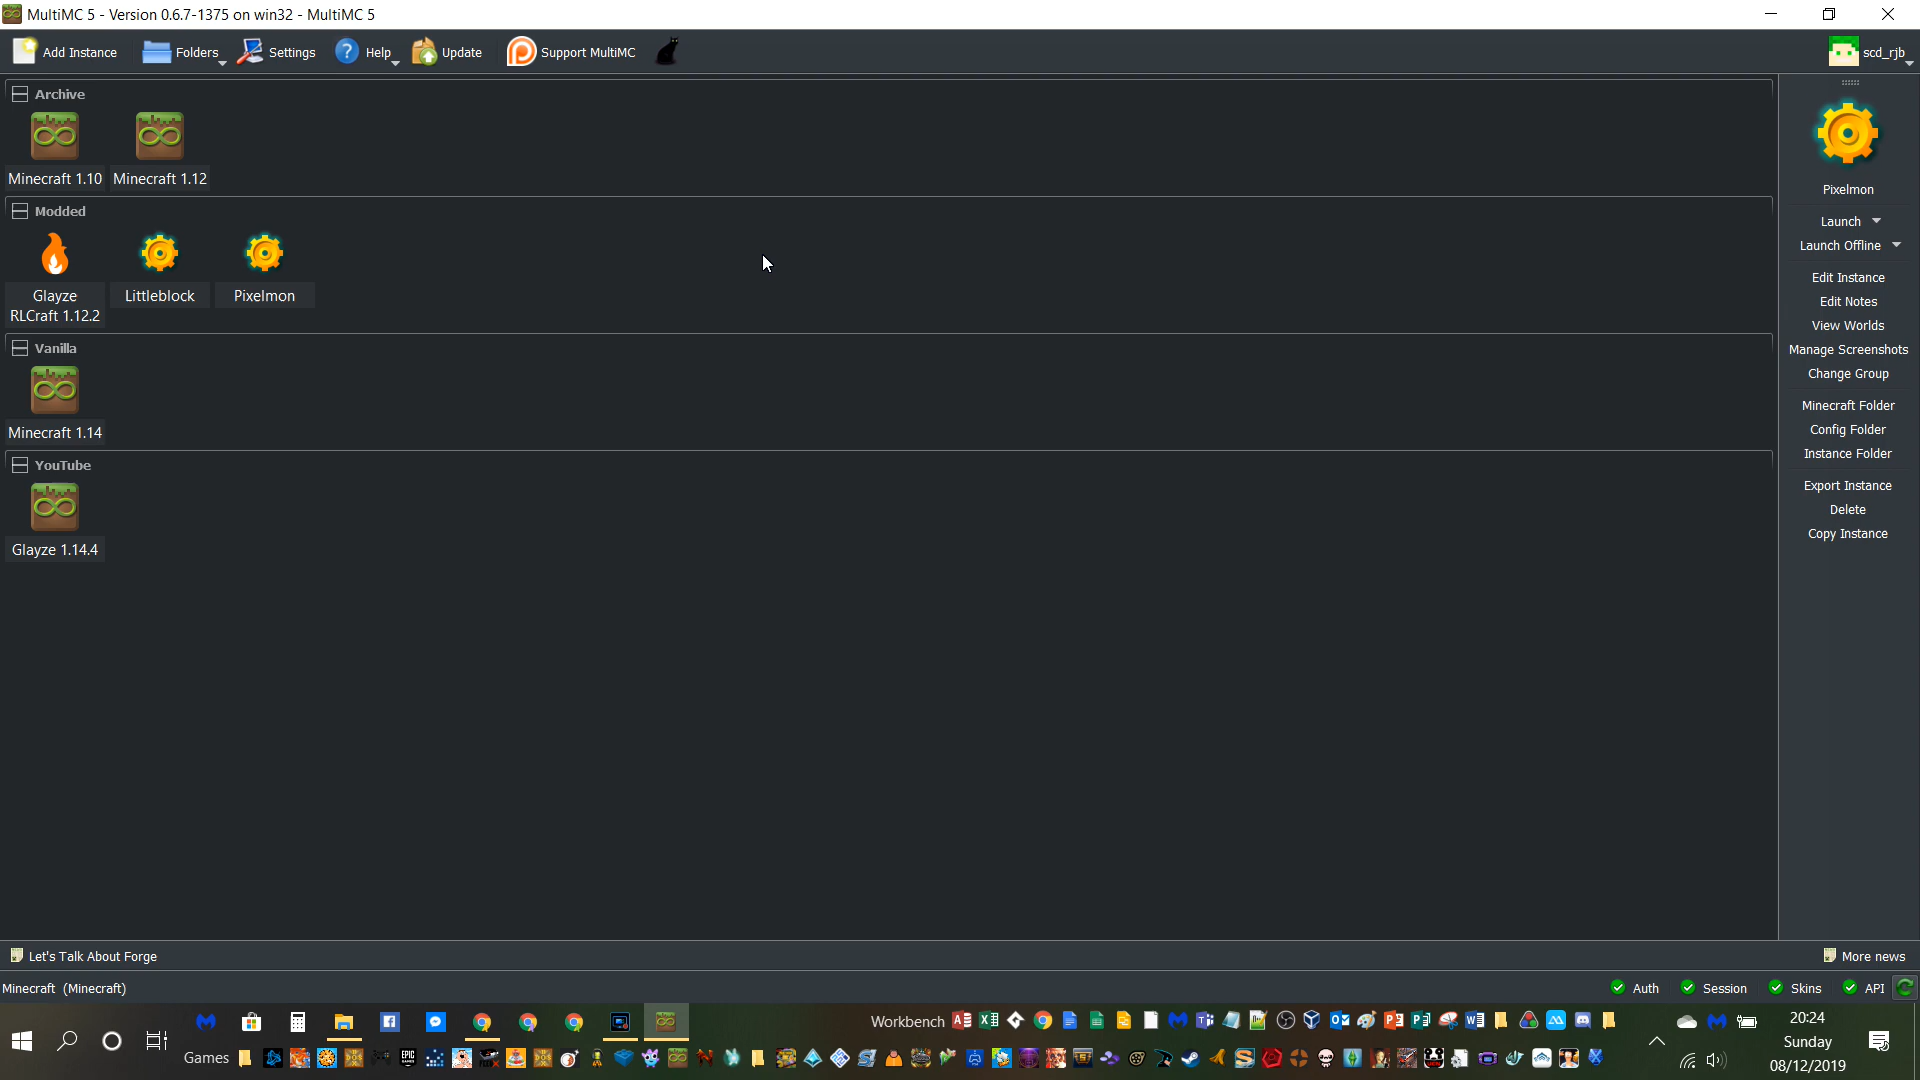 MultiMC 5 - Version 0.6.7-1375 on win32 - MultiMC 5
Add Instance Folders Settings Help Update Support MultiMC scd_rjb
Archive
Minecraft 1.10 Minecraft 1.12
Modded
Glayze RLCraft 1.12.2 Littleblock Pixelmon
Vanilla
Minecraft 1.14
YouTube
Glayze 1.14.4
Pixelmon
Launch
Launch Offline
Edit Instance
Edit Notes
View Worlds
Manage Screenshots
Change Group
Minecraft Folder
Config Folder
Instance Folder
Export Instance
Delete
Copy Instance
Let's Talk About Forge More news
Minecraft (Minecraft) Auth Session Skins API
Workbench
Games
20:24
Sunday
08/12/2019